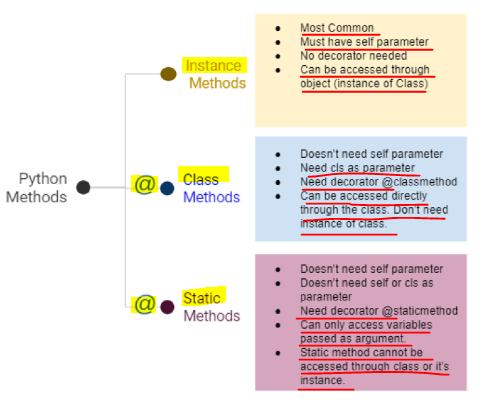 Python
Methods
Instance
Methods
• Most Common
• Must have self parameter
• No decorator needed
• Can be accessed through
object (instance of Class)
@
Class
Methods
• Doesn't need self parameter
• Need cls as parameter
• Need decorator @classmethod
• Can be accessed directly
through the class. Don't need
instance of class.
@
Static
Methods
• Doesn't need self parameter
• Doesn't need self or cls as
parameter
• Need decorator @staticmethod
• Can only access variables
passed as argument.
• Static method cannot be
accessed through class or it's
instance.